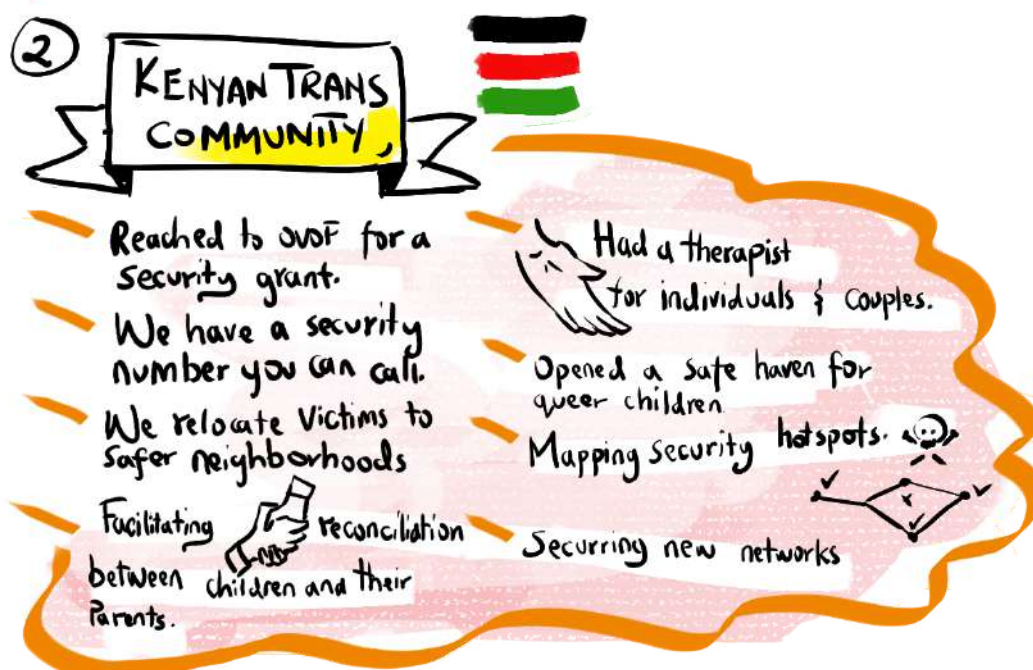 2
KENYAN TRANS
COMMUNITY,
Reached to OVOF for a
security grant.
We have a security
number you can call.
We relocate Victims to
safer neighborhoods
Facilitating reconciliation
between children and their
Parents.
Had a therapist
for individuals & couples.
Opened a safe haven for
queer children
Mapping security hotspots.
Securring new networks